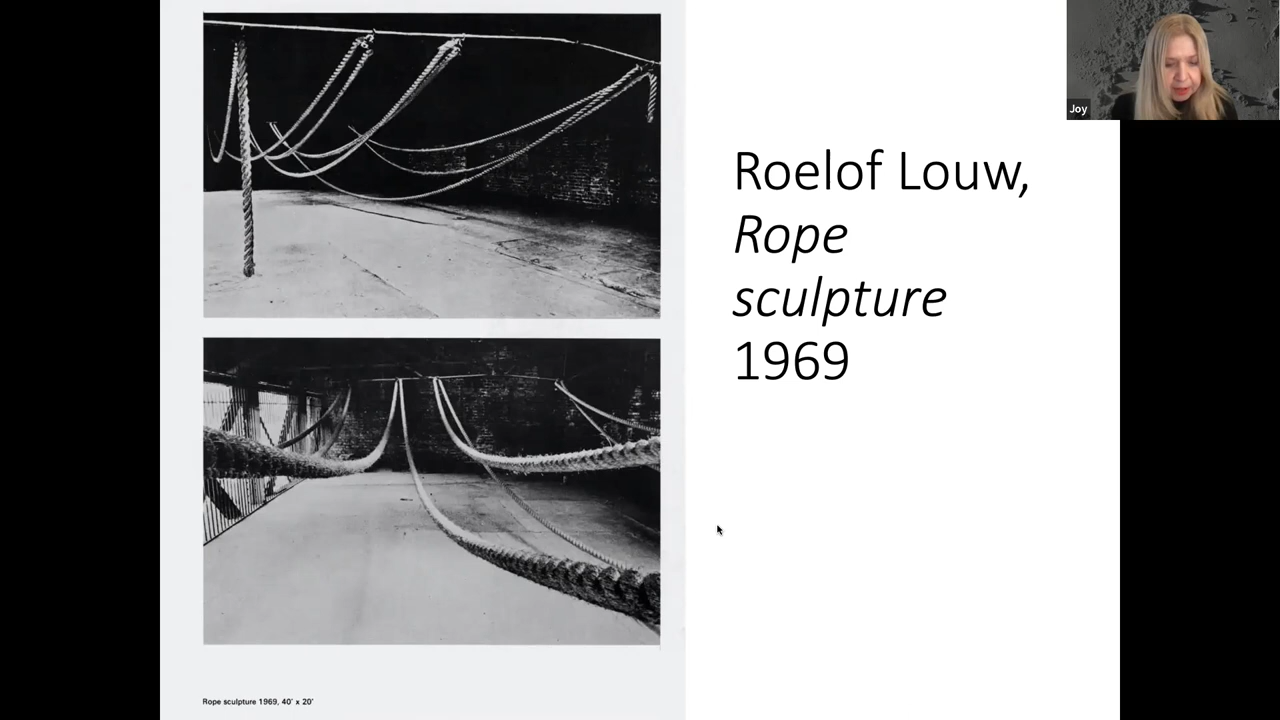 Joy
Roelof Louw,
Rope
sculpture
1969
Rope sculpture 1969, 40' x 20'